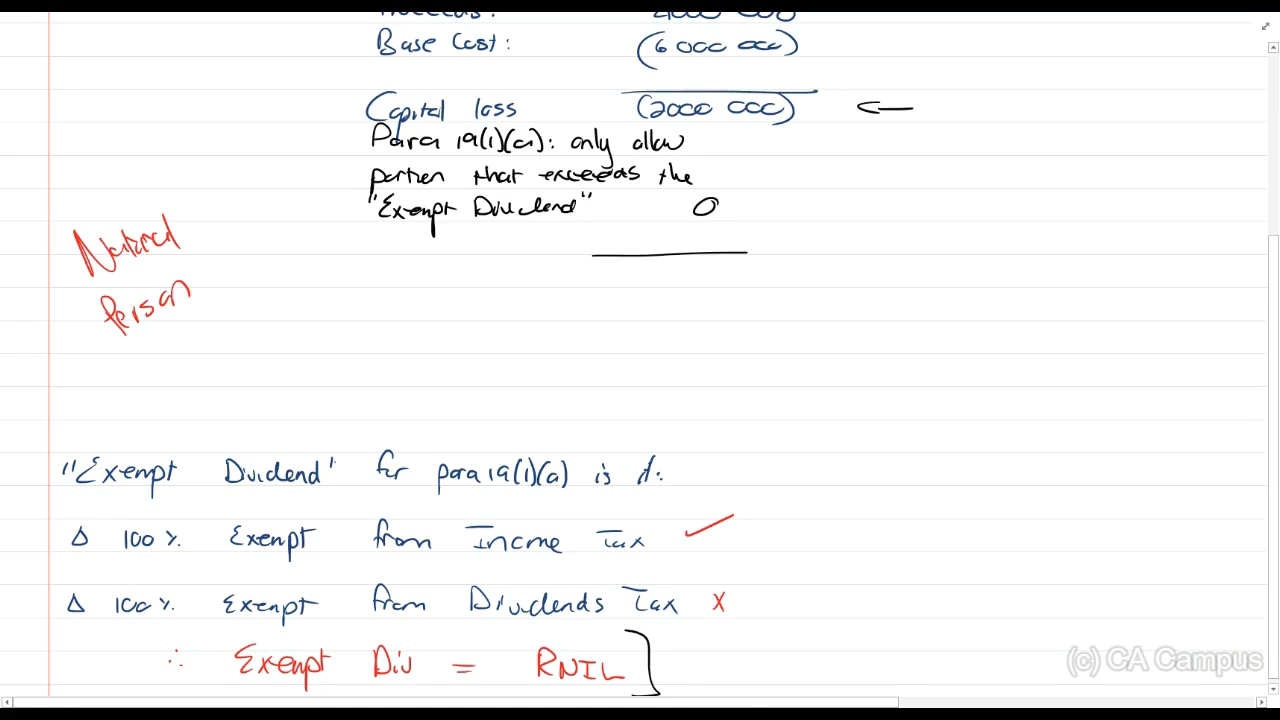 Base Cost: (6 000 000)
Capital loss (2000 000) ←
Para 19(1)(a): only allow
portion that exceeds the
"Exempt Dividend" 0
Natural
Person
"Exempt Dividend" for para 19(1)(a) is if:
Δ 100%. Exempt from Income Tax ✓
Δ 100%. Exempt from Dividends Tax x
∴ Exempt Div = RNIL ]
(c) CA Campus